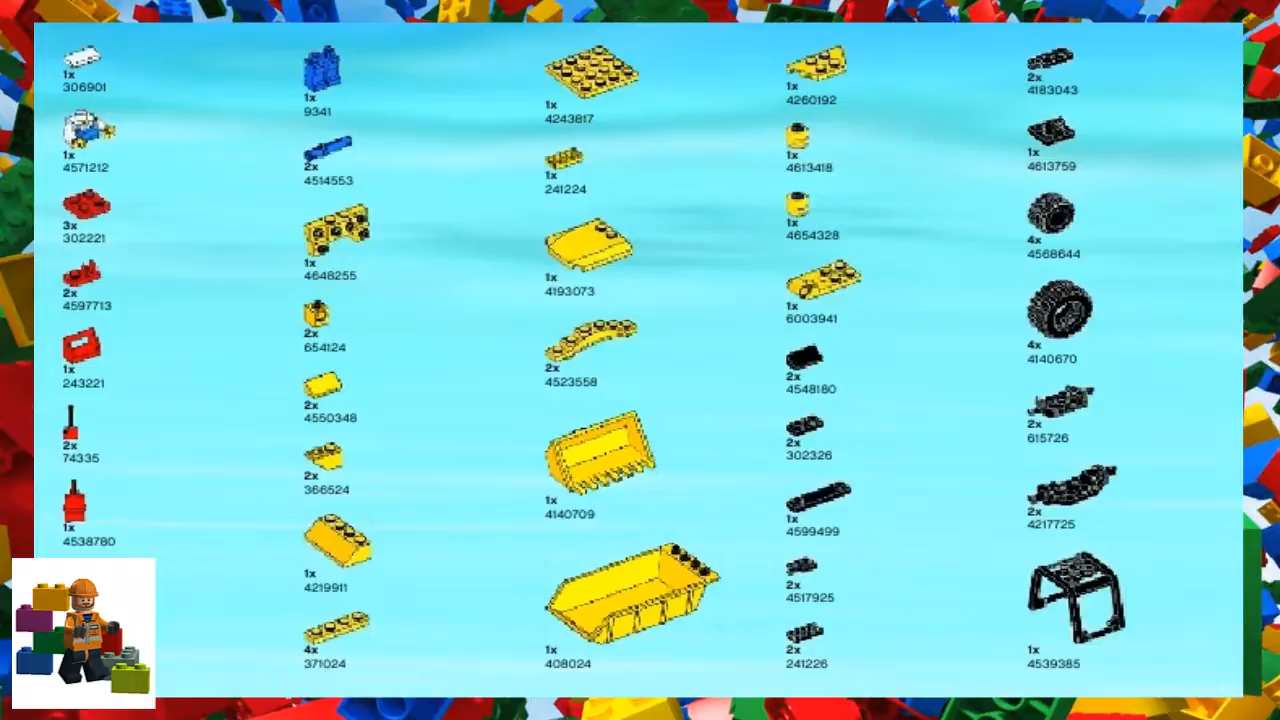 1x
306901
1x
4571212
3x
302221
2x
4597713
1x
243221
2x
74335
1x
4538780
1x
9341
2x
4514553
1x
4648255
2x
654124
2x
4550348
2x
366524
1x
4219911
4x
371024
1x
4243817
1x
241224
1x
4193073
2x
4523558
1x
4140709
1x
408024
1x
4260192
1x
4613418
1x
4654328
1x
6003941
2x
4548180
2x
302326
1x
4599499
2x
4517925
2x
241226
2x
4183043
1x
4613759
4x
4568644
4x
4140670
2x
615726
2x
4217725
1x
4539385